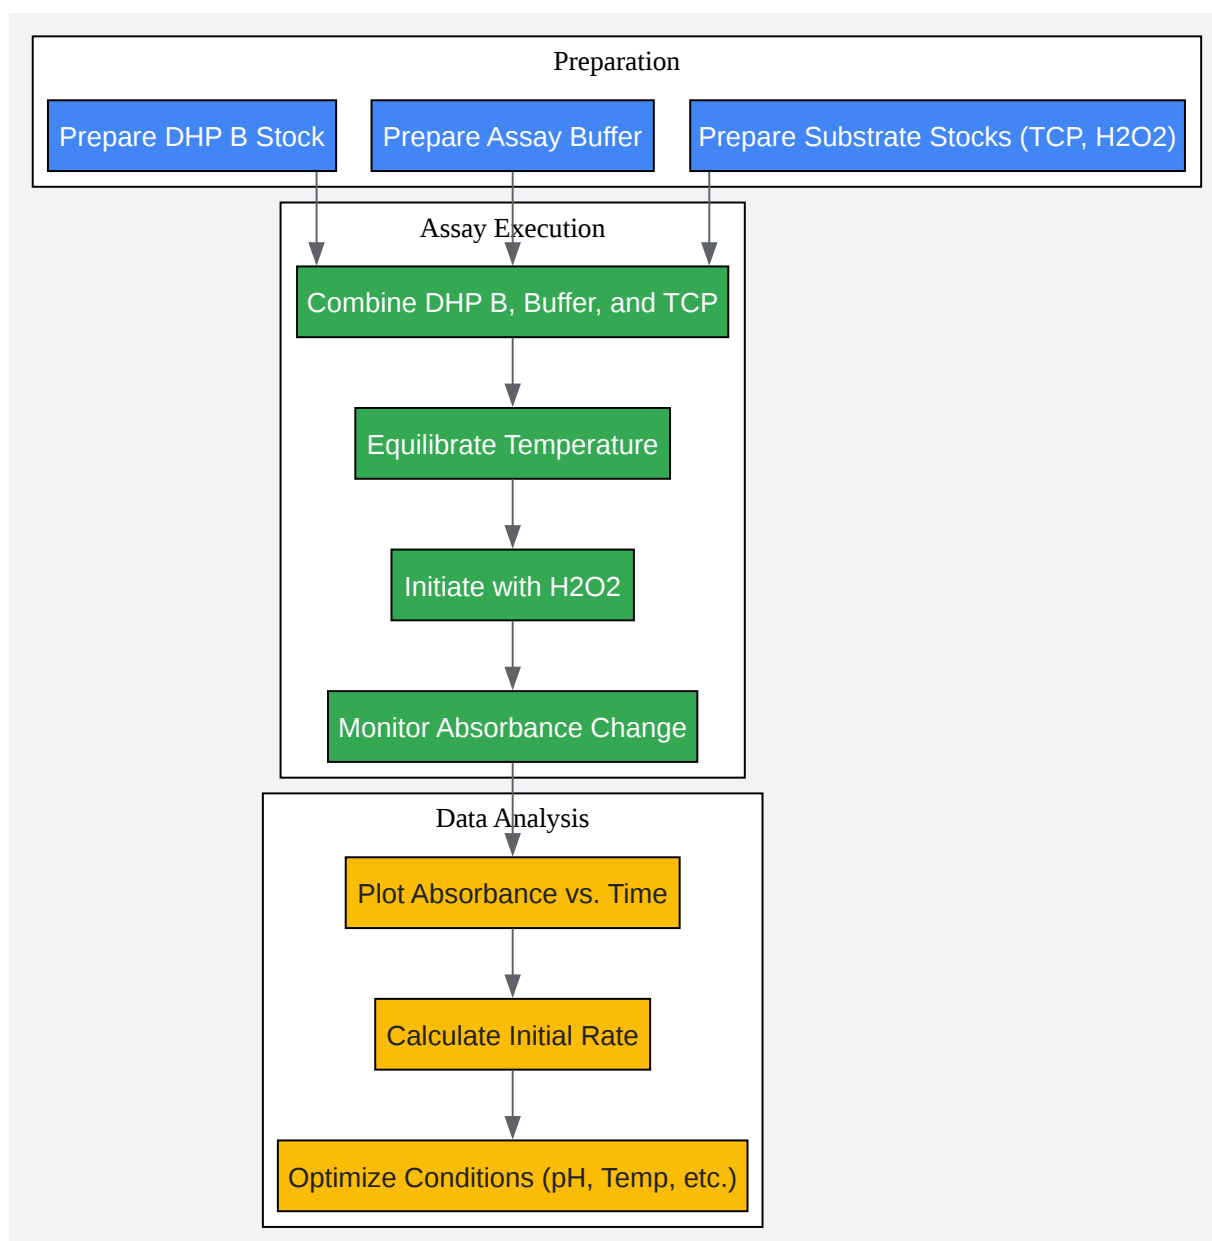 Preparation
Prepare DHP B Stock
Prepare Assay Buffer
Prepare Substrate Stocks (TCP, H2O2)
Assay Execution
Combine DHP B, Buffer, and TCP
Equilibrate Temperature
Initiate with H2O2
Monitor Absorbance Change
Data Analysis
Plot Absorbance vs. Time
Calculate Initial Rate
Optimize Conditions (pH, Temp, etc.)